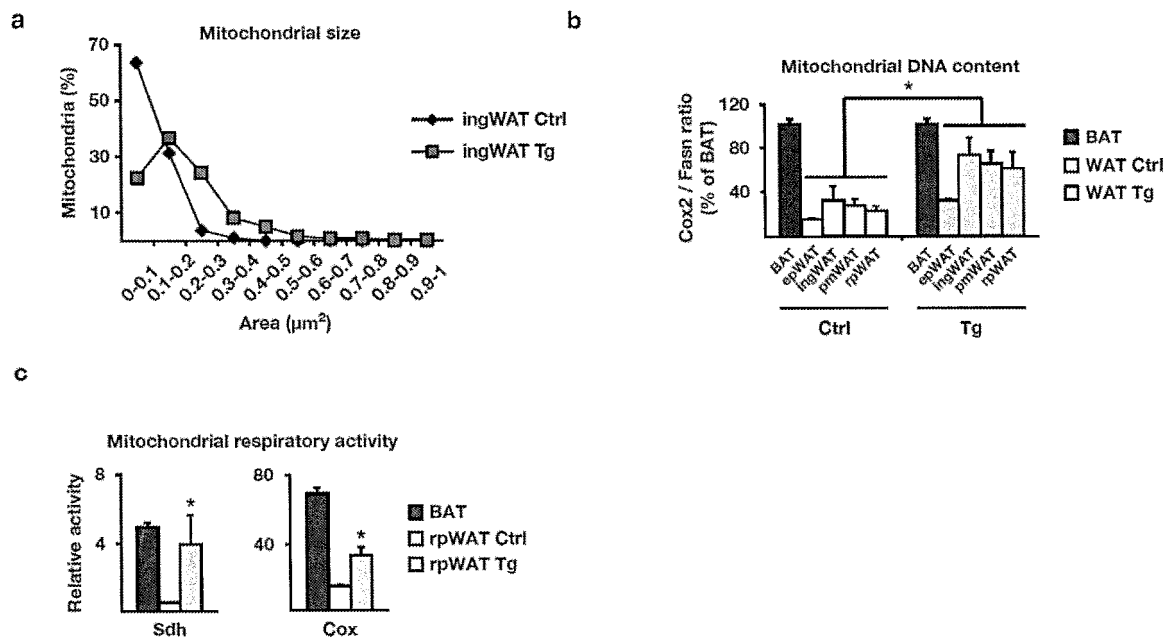 a
Mitochondrial size
Mitochondria (%)
70
50
30
10
0-0.1
0.1-0.2
0.2-0.3
0.3-0.4
0.4-0.5
0.5-0.6
0.6-0.7
0.7-0.8
0.8-0.9
0.9-1
Area (µm²)
ingWAT Ctrl
ingWAT Tg
b
Mitochondrial DNA content
*
Cox2 / Fasn ratio
(% of BAT)
120
80
40
BAT
epWAT
ingWAT
pmWAT
rpWAT
BAT
epWAT
ingWAT
pmWAT
rpWAT
Ctrl
Tg
BAT
WAT Ctrl
WAT Tg
c
Mitochondrial respiratory activity
Relative activity
8
4
*
Sdh
80
40
*
Cox
BAT
rpWAT Ctrl
rpWAT Tg